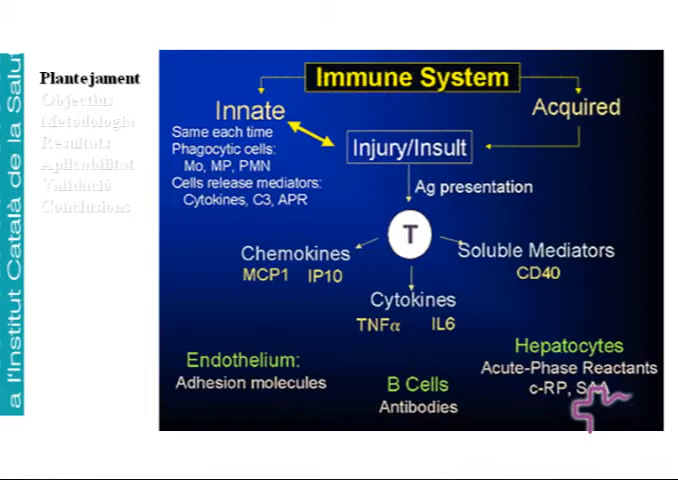 a l'Institut Català de la Salut
Plantejament
Objectius
Metodologia
Resultats
Aplicabilitat
Validació
Conclusions
Immune System
Innate
Acquired
Same each time
Phagocytic cells:
Mo, MP, PMN
Cells release mediators:
Cytokines, C3, APR
Injury/Insult
Ag presentation
T
Chemokines
MCP1 IP10
Soluble Mediators
CD40
Cytokines
TNFα IL6
Endothelium:
Adhesion molecules
B Cells
Antibodies
Hepatocytes
Acute-Phase Reactants
c-RP, SAA